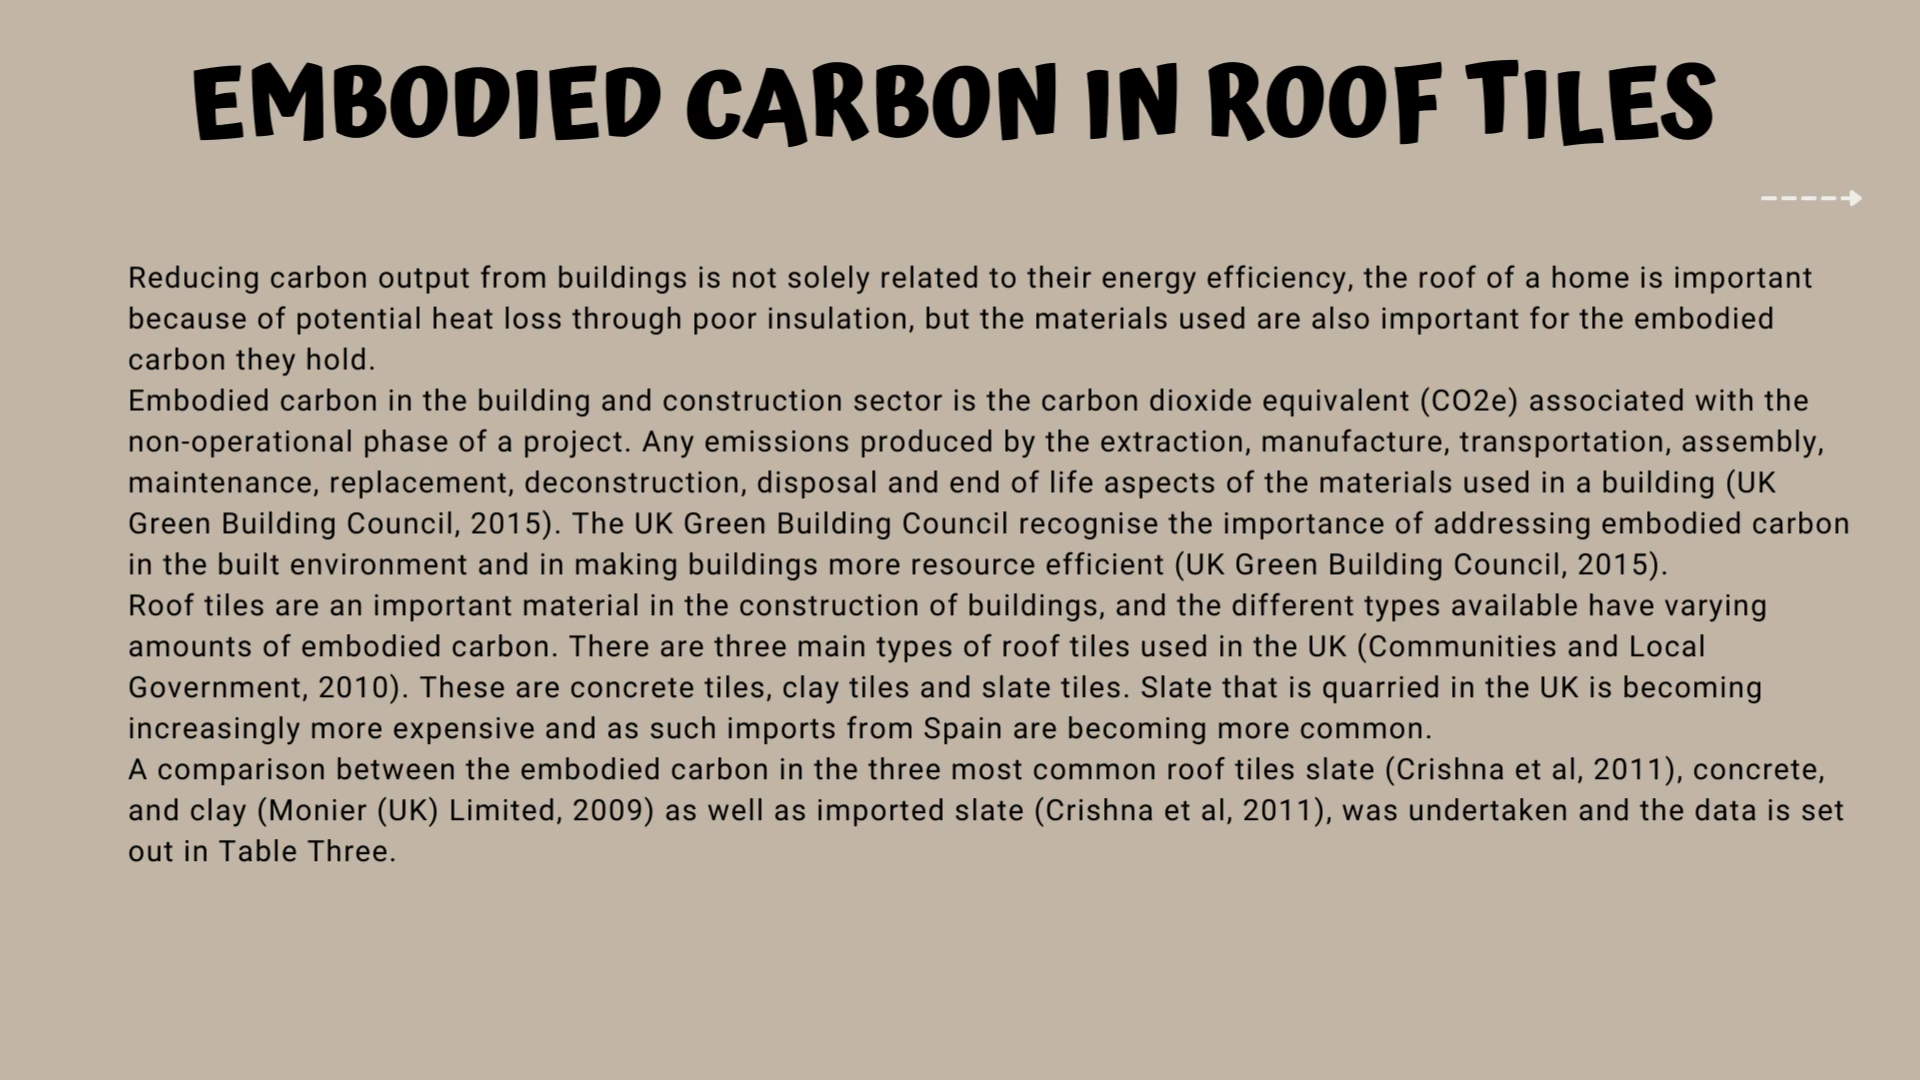 EMBODIED CARBON IN ROOF TILES
Reducing carbon output from buildings is not solely related to their energy efficiency, the roof of a home is important
because of potential heat loss through poor insulation, but the materials used are also important for the embodied
carbon they hold.
Embodied carbon in the building and construction sector is the carbon dioxide equivalent (CO2e) associated with the
non-operational phase of a project. Any emissions produced by the extraction, manufacture, transportation, assembly,
maintenance, replacement, deconstruction, disposal and end of life aspects of the materials used in a building (UK
Green Building Council, 2015). The UK Green Building Council recognise the importance of addressing embodied carbon
in the built environment and in making buildings more resource efficient (UK Green Building Council, 2015).
Roof tiles are an important material in the construction of buildings, and the different types available have varying
amounts of embodied carbon. There are three main types of roof tiles used in the UK (Communities and Local
Government, 2010). These are concrete tiles, clay tiles and slate tiles. Slate that is quarried in the UK is becoming
increasingly more expensive and as such imports from Spain are becoming more common.
A comparison between the embodied carbon in the three most common roof tiles slate (Crishna et al, 2011), concrete,
and clay (Monier (UK) Limited, 2009) as well as imported slate (Crishna et al, 2011), was undertaken and the data is set
out in Table Three.